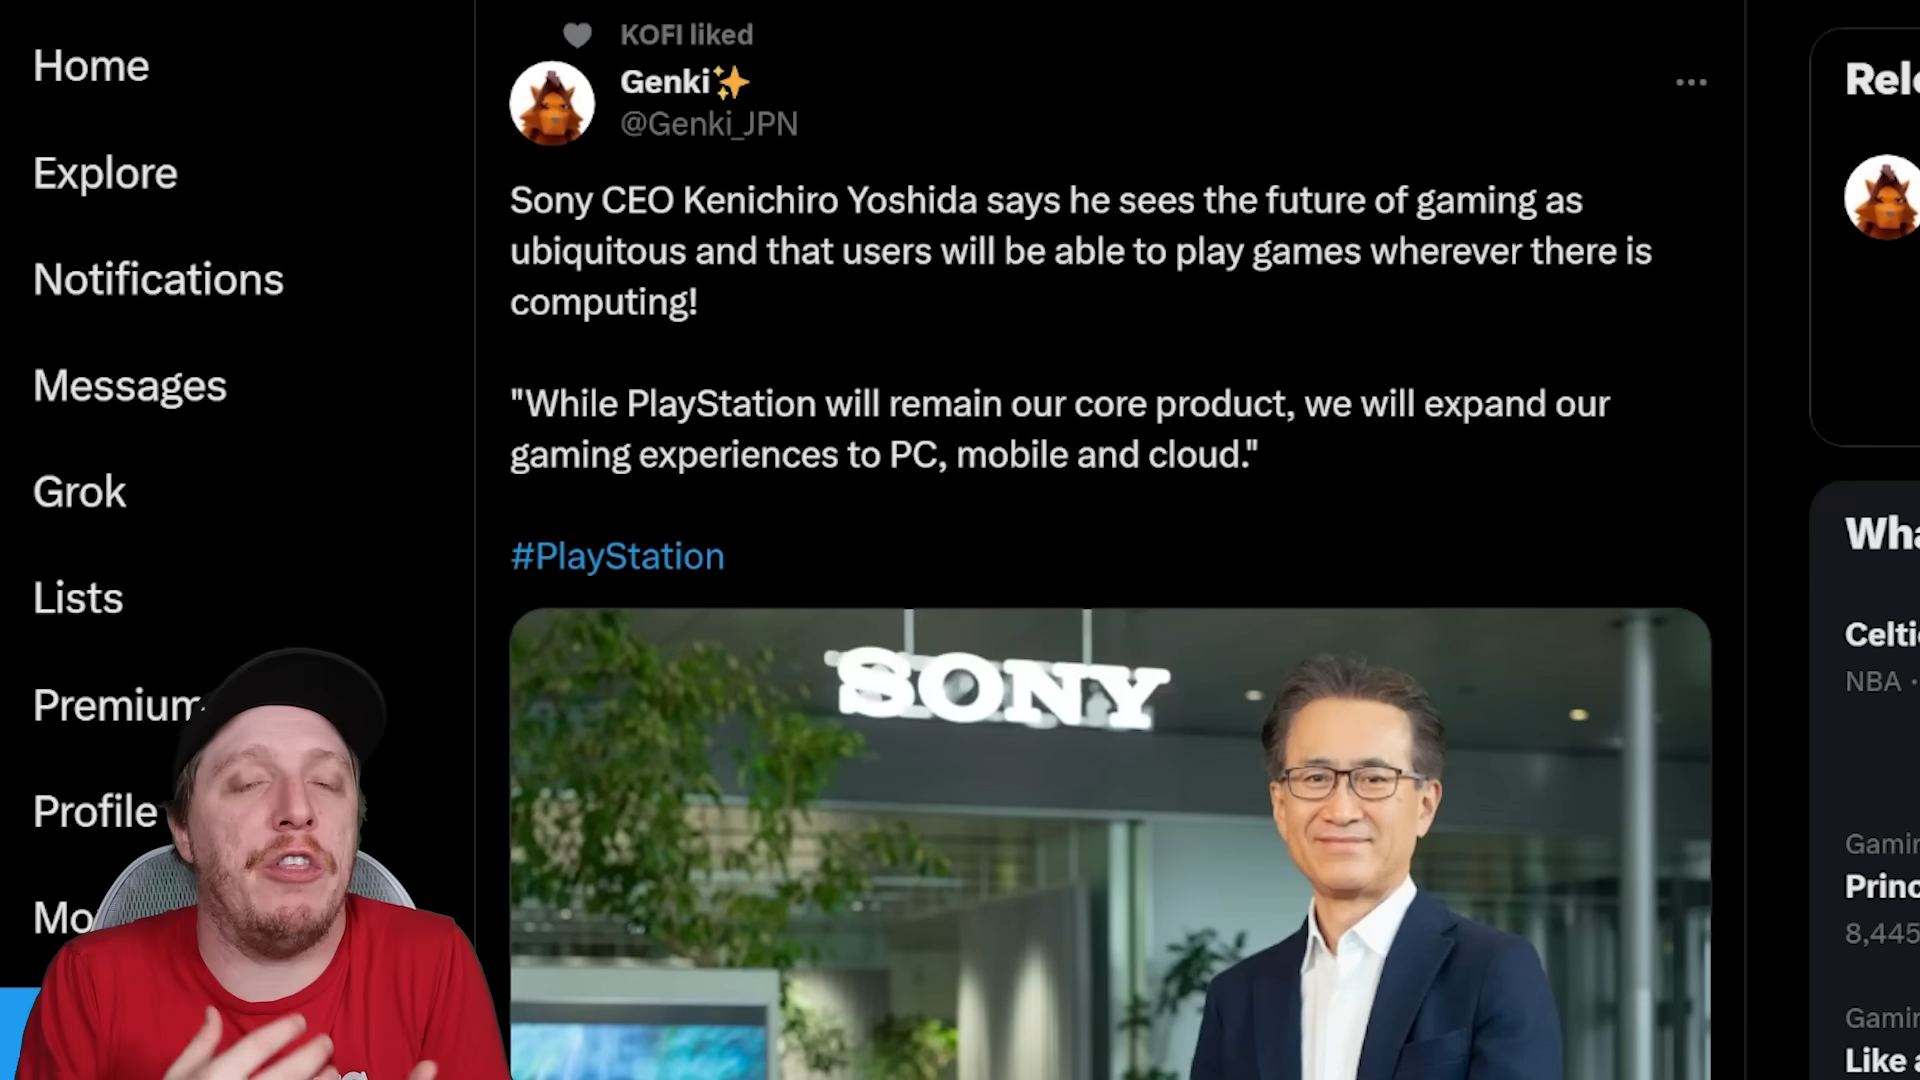 Home
Explore
Notifications
Messages
Grok
Lists
Premium
Profile
KOFI liked
Genki✨
@Genki_JPN
Sony CEO Kenichiro Yoshida says he sees the future of gaming as
ubiquitous and that users will be able to play games wherever there is
computing!
"While PlayStation will remain our core product, we will expand our
gaming experiences to PC, mobile and cloud."
#PlayStation
SONY
NBA ·
8,445
Like